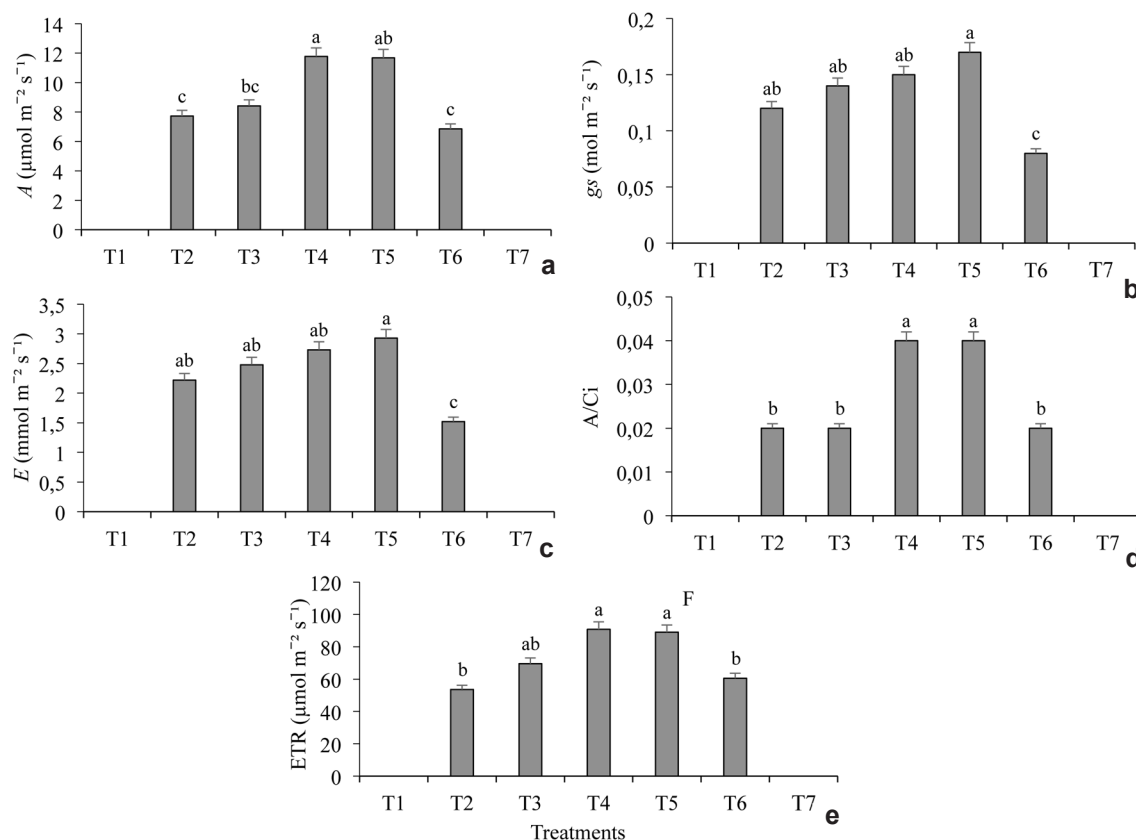 A (µmol m⁻² s⁻¹)
14
12
10
8
6
4
2
0
c
bc
a
ab
c
T1 T2 T3 T4 T5 T6 T7
a
gs (mol m⁻² s⁻¹)
0,2
0,15
0,1
0,05
0
ab
ab
ab
a
c
T1 T2 T3 T4 T5 T6 T7
b
E (mmol m⁻² s⁻¹)
3,5
3
2,5
2
1,5
1
0,5
0
ab
ab
ab
a
c
T1 T2 T3 T4 T5 T6 T7
c
A/Ci
0,05
0,04
0,03
0,02
0,01
0
b
b
a
a
b
T1 T2 T3 T4 T5 T6 T7
d
ETR (µmol m⁻² s⁻¹)
120
100
80
60
40
20
0
b
ab
a
a
F
b
T1 T2 T3 T4 T5 T6 T7
e
Treatments